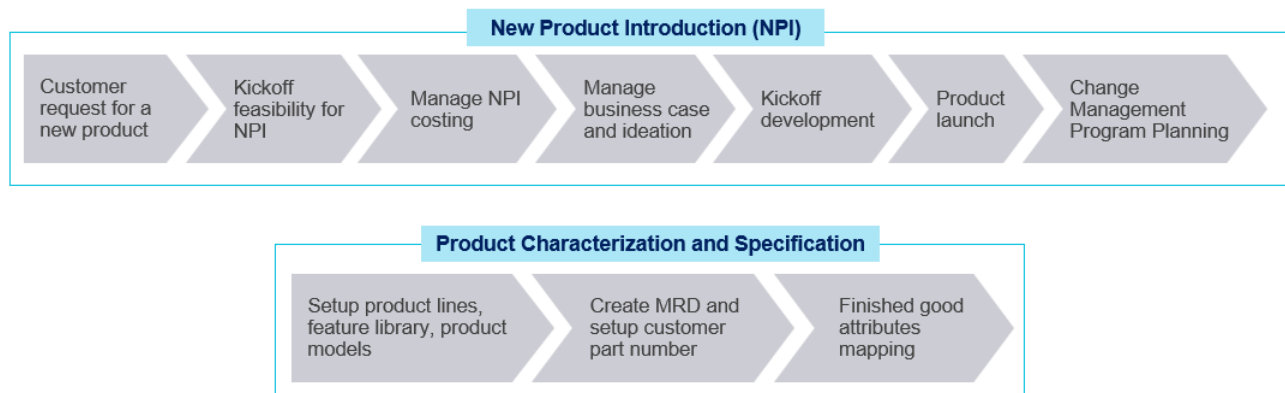 New Product Introduction (NPI)
Customer
request for a
new product
Kickoff
feasibility for
NPI
Manage NPI
costing
Manage
business case
and ideation
Kickoff
development
Product
launch
Change
Management
Program Planning
Product Characterization and Specification
Setup product lines,
feature library, product
models
Create MRD and
setup customer
part number
Finished good
attributes
mapping